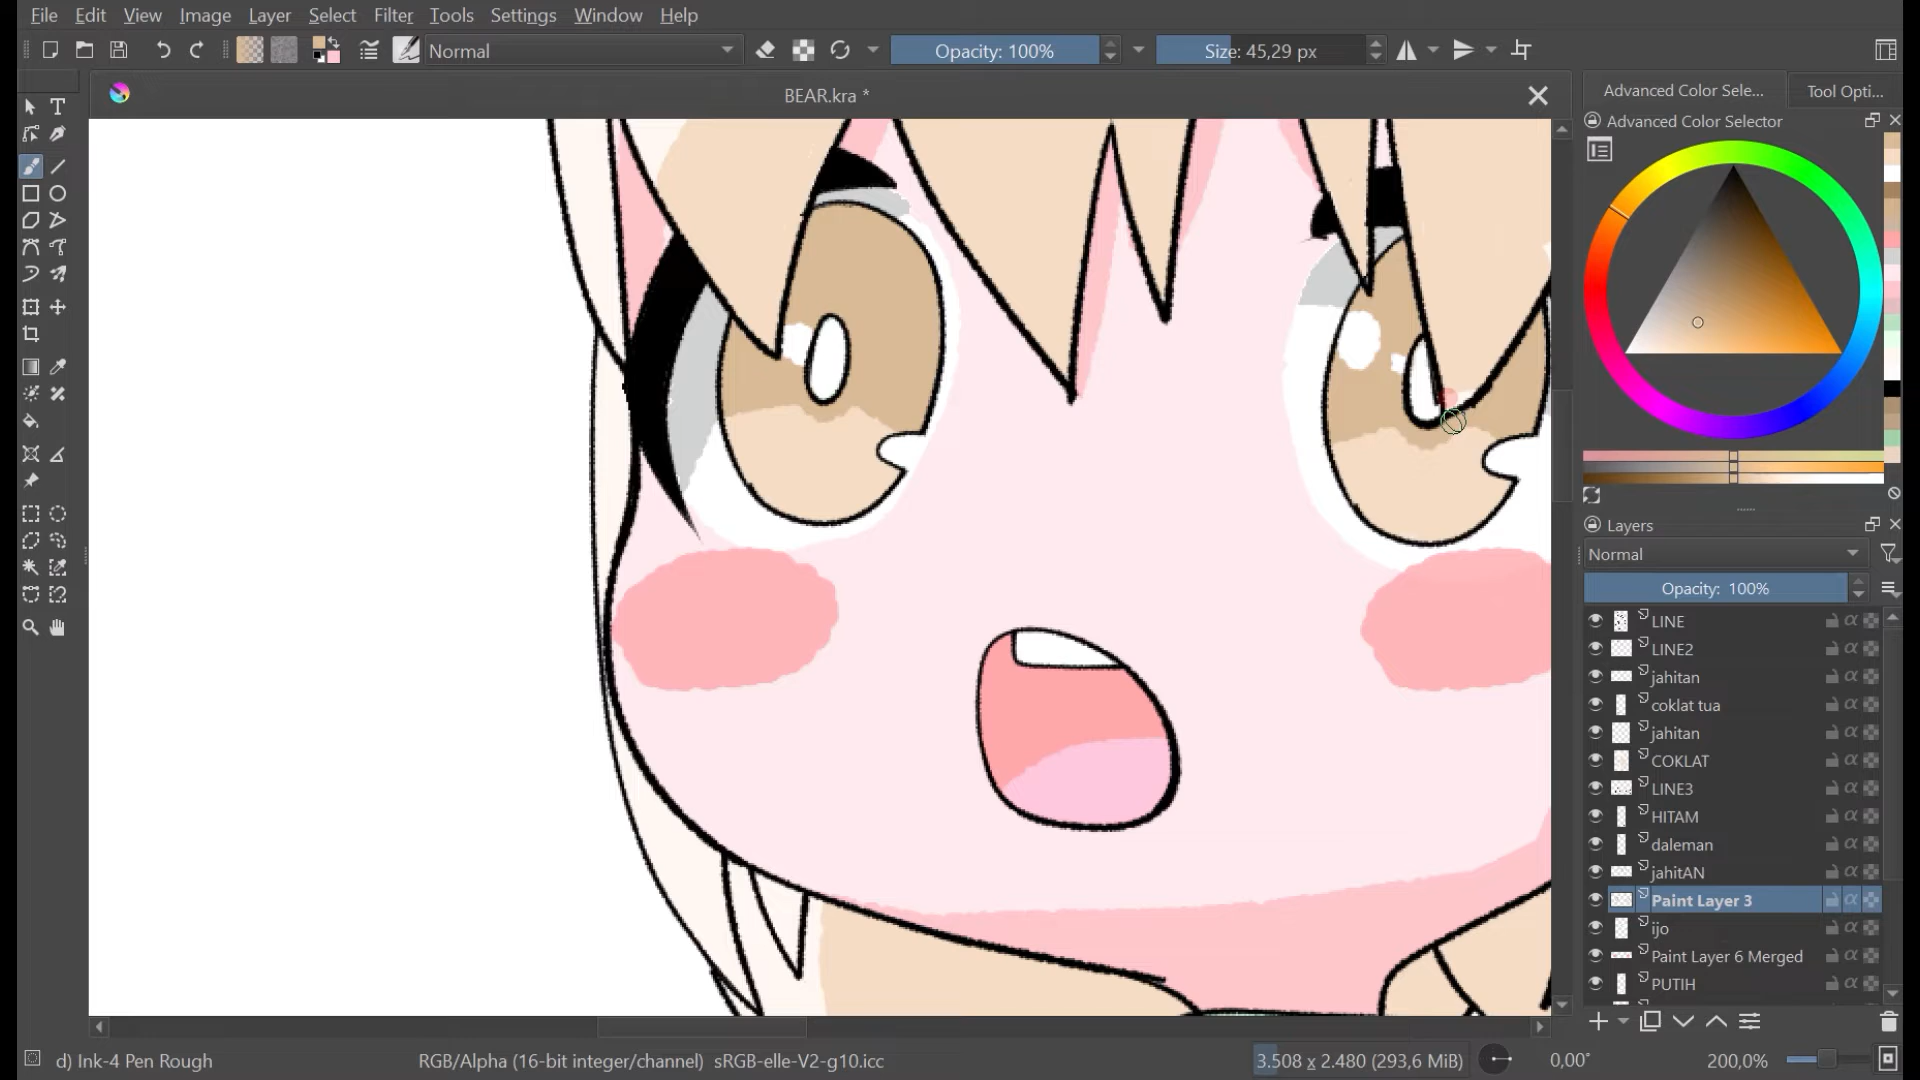 File Edit View Image Layer Select Filter Tools Settings Window Help
Normal Opacity: 100% Size: 45,29 px
BEAR.kra *
Advanced Color Sele... Tool Opti...
Advanced Color Selector
Layers
Normal
Opacity: 100%
LINE
LINE2
jahitan
coklat tua
jahitan
COKLAT
LINE3
HITAM
daleman
jahitAN
Paint Layer 3
ijo
Paint Layer 6 Merged
PUTIH
d) Ink-4 Pen Rough RGB/Alpha (16-bit integer/channel) sRGB-elle-V2-g10.icc 3.508 x 2.480 (293,6 MiB) 0,00° 200,0%